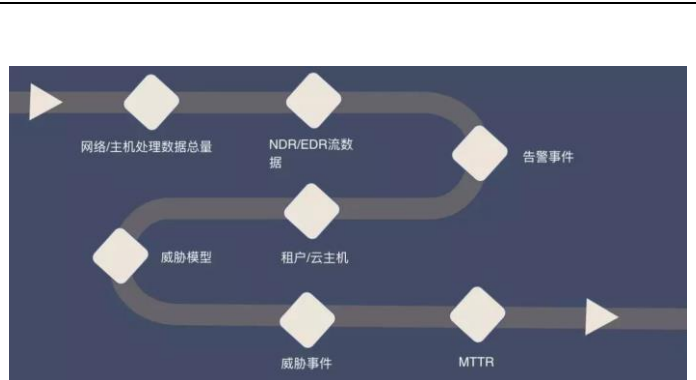 网络/主机处理数据总量
NDR/EDR流数
据
告警事件
租户/云主机
威胁模型
威胁事件
MTTR